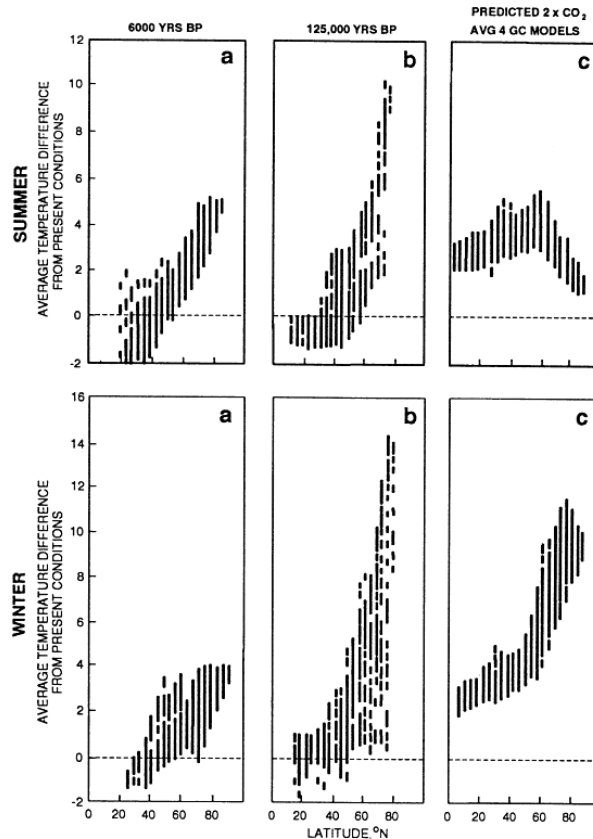 6000 YRS BP
125,000 YRS BP
PREDICTED 2 x CO2
AVG 4 GC MODELS
SUMMER
AVERAGE TEMPERATURE DIFFERENCE
FROM PRESENT CONDITIONS
12
10
8
6
4
2
0
-2
a
b
c
WINTER
AVERAGE TEMPERATURE DIFFERENCE
FROM PRESENT CONDITIONS
16
14
12
10
8
6
4
2
0
-2
a
b
c
0 20 40 60 80
0 20 40 60 80
0 20 40 60 80
LATITUDE, °N